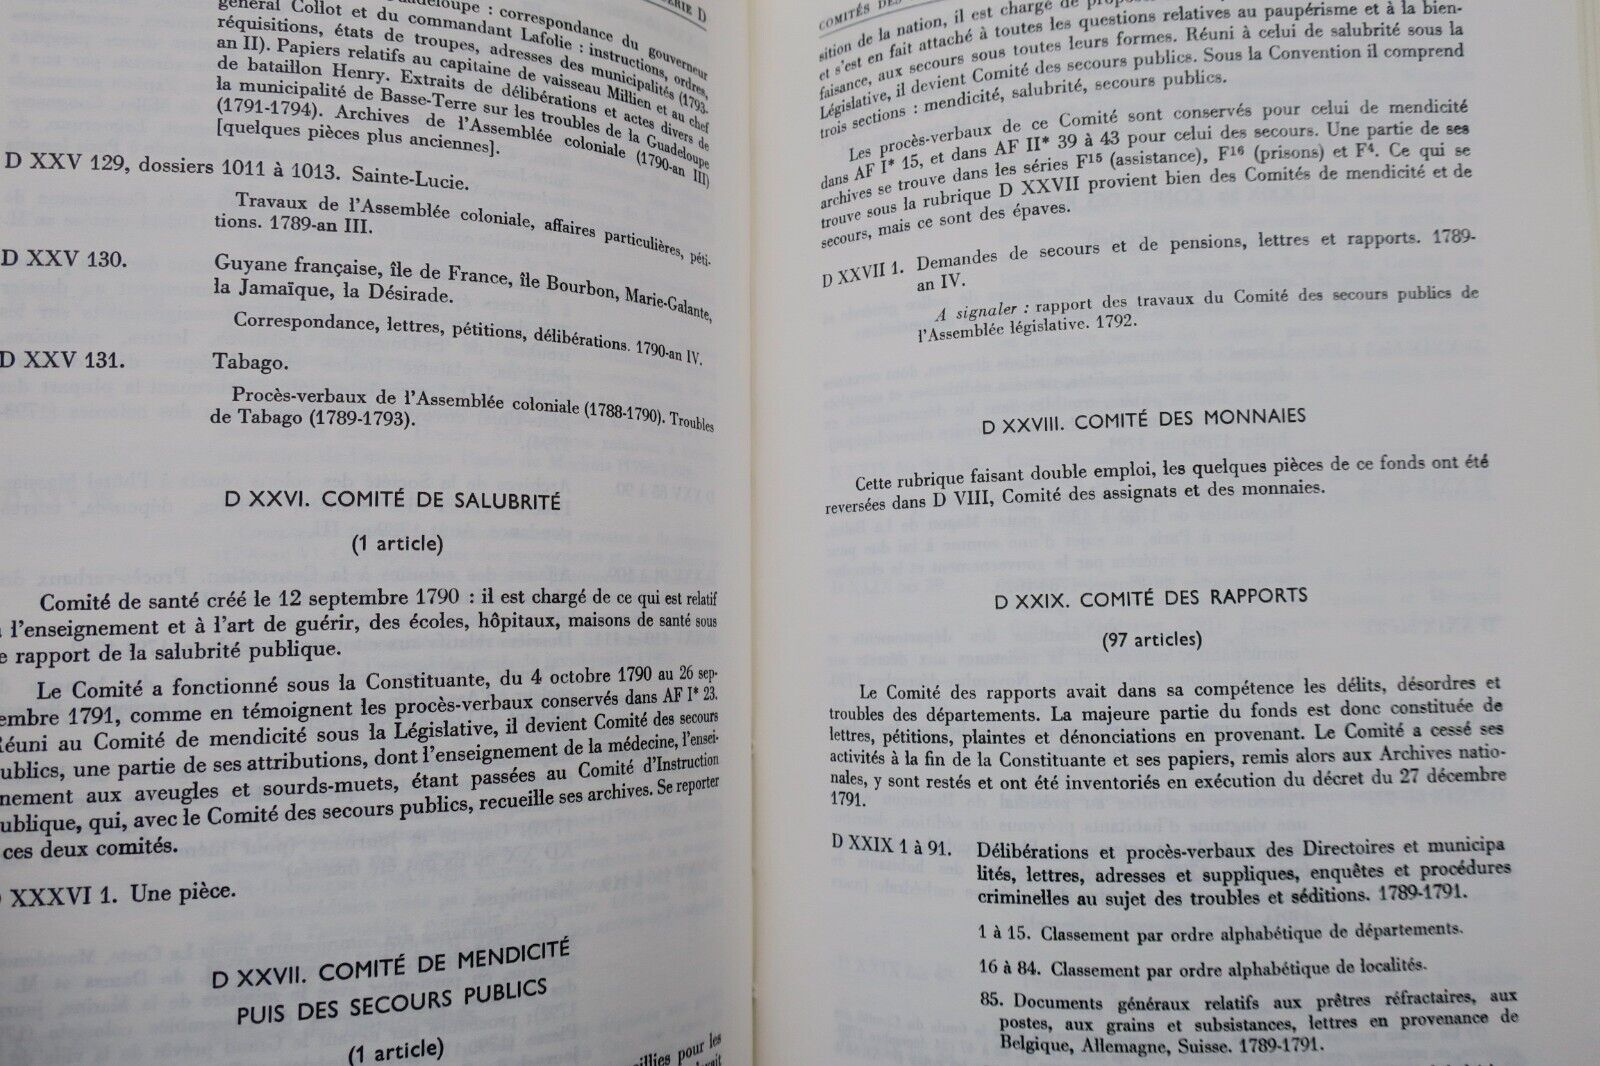 SÉRIE D
Guadeloupe : correspondance du gouverneur
général Collot et du commandant Lafolie : instructions, ordres,
réquisitions, états de troupes, adresses des municipalités (1793-
an II). Papiers relatifs au capitaine de vaisseau Millien et au chef
de bataillon Henry. Extraits de délibérations et actes divers de
la municipalité de Basse-Terre sur les troubles de la Guadeloupe
(1791-1794). Archives de l'Assemblée coloniale (1790-an III)
[quelques pièces plus anciennes].
D XXV 129, dossiers 1011 à 1013. Sainte-Lucie.
Travaux de l'Assemblée coloniale, affaires particulières, péti-
tions. 1789-an III.
D XXV 130. Guyane française, île de France, île Bourbon, Marie-Galante,
la Jamaïque, la Désirade.
Correspondance, lettres, pétitions, délibérations. 1790-an IV.
D XXV 131. Tabago.
Procès-verbaux de l'Assemblée coloniale (1788-1790). Troubles
de Tabago (1789-1793).
D XXVI. COMITÉ DE SALUBRITÉ
(1 article)
Comité de santé créé le 12 septembre 1790 : il est chargé de ce qui est relatif
l'enseignement et à l'art de guérir, des écoles, hôpitaux, maisons de santé sous
e rapport de la salubrité publique.
Le Comité a fonctionné sous la Constituante, du 4 octobre 1790 au 26 sep-
embre 1791, comme en témoignent les procès-verbaux conservés dans AF I* 23.
Réuni au Comité de mendicité sous la Législative, il devient Comité des secours
ublics, une partie de ses attributions, dont l'enseignement de la médecine, l'ensei-
nement aux aveugles et sourds-muets, étant passées au Comité d'Instruction
ublique, qui, avec le Comité des secours publics, recueille ses archives. Se reporter
ces deux comités.
XXXVI 1. Une pièce.
D XXVII. COMITÉ DE MENDICITÉ
PUIS DES SECOURS PUBLICS
(1 article)
illies pour les
COMITÉS DES
sition de la nation, il est chargé de
et s'est en fait attaché à toutes les questions relatives au paupérisme et à la bien-
faisance, aux secours sous toutes leurs formes. Réuni à celui de salubrité sous la
Législative, il devient Comité des secours publics. Sous la Convention il comprend
trois sections : mendicité, salubrité, secours publics.
Les procès-verbaux de ce Comité sont conservés pour celui de mendicité
dans AF I* 15, et dans AF II* 39 à 43 pour celui des secours. Une partie de ses
archives se trouve dans les séries F15 (assistance), F16 (prisons) et F4. Ce qui se
trouve sous la rubrique D XXVII provient bien des Comités de mendicité et de
secours, mais ce sont des épaves.
D XXVII 1. Demandes de secours et de pensions, lettres et rapports. 1789-
an IV.
A signaler : rapport des travaux du Comité des secours publics de
l'Assemblée législative. 1792.
D XXVIII. COMITÉ DES MONNAIES
Cette rubrique faisant double emploi, les quelques pièces de ce fonds ont été
reversées dans D VIII, Comité des assignats et des monnaies.
D XXIX. COMITÉ DES RAPPORTS
(97 articles)
Le Comité des rapports avait dans sa compétence les délits, désordres et
troubles des départements. La majeure partie du fonds est donc constituée de
lettres, pétitions, plaintes et dénonciations en provenant. Le Comité a cessé ses
activités à la fin de la Constituante et ses papiers, remis alors aux Archives natio-
nales, y sont restés et ont été inventoriés en exécution du décret du 27 décembre
1791.
D XXIX 1 à 91. Délibérations et procès-verbaux des Directoires et municipa
lités, lettres, adresses et suppliques, enquêtes et procédures
criminelles au sujet des troubles et séditions. 1789-1791.
1 à 15. Classement par ordre alphabétique de départements.
16 à 84. Classement par ordre alphabétique de localités.
85. Documents généraux relatifs aux prêtres réfractaires, aux
postes, aux grains et subsistances, lettres en provenance de
Belgique, Allemagne, Suisse. 1789-1791.